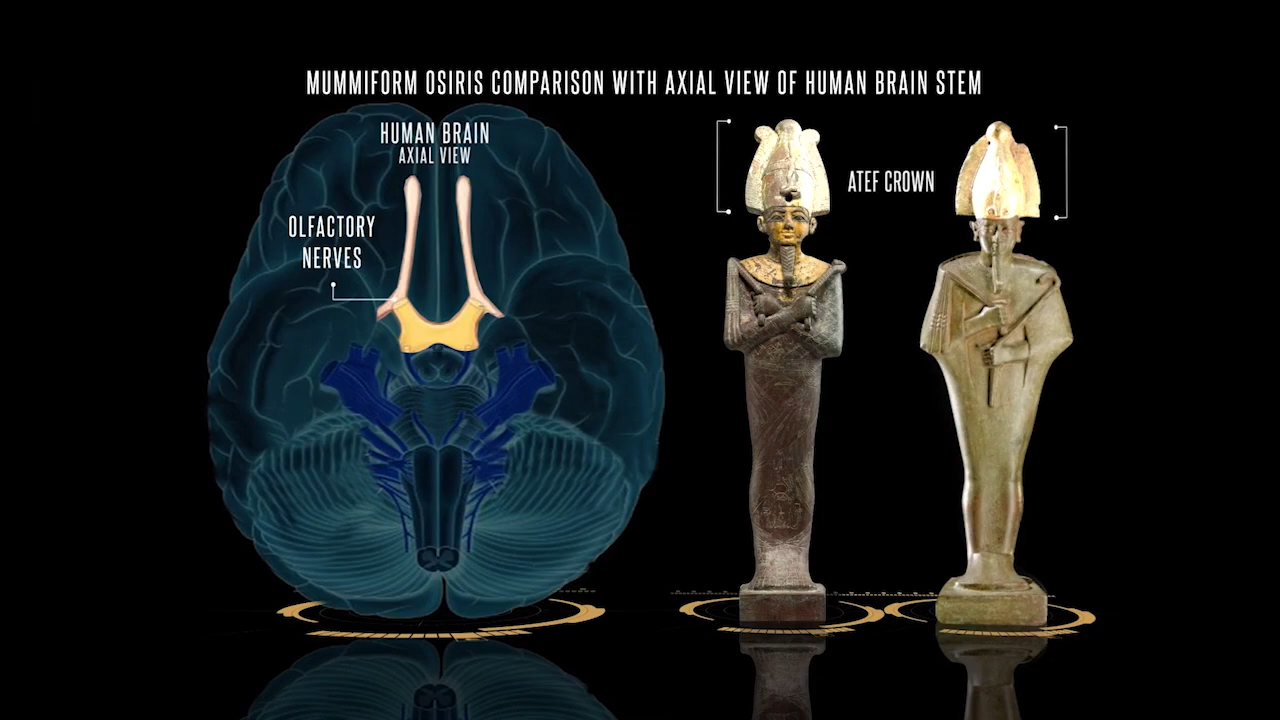 MUMMIFORM OSIRIS COMPARISON WITH AXIAL VIEW OF HUMAN BRAIN STEM
HUMAN BRAIN
AXIAL VIEW
OLFACTORY
NERVES
ATEF CROWN